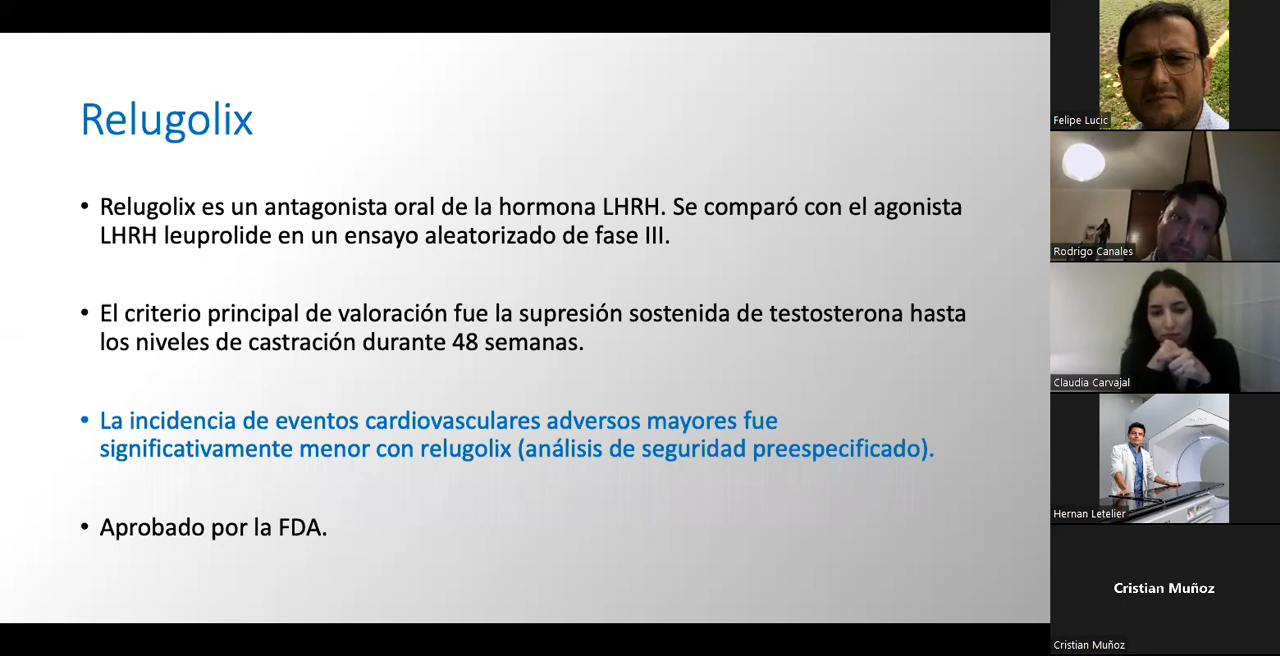 Relugolix
• Relugolix es un antagonista oral de la hormona LHRH. Se comparó con el agonista
LHRH leuprolide en un ensayo aleatorizado de fase III.
• El criterio principal de valoración fue la supresión sostenida de testosterona hasta
los niveles de castración durante 48 semanas.
• La incidencia de eventos cardiovasculares adversos mayores fue
significativamente menor con relugolix (análisis de seguridad preespecificado).
• Aprobado por la FDA.
Felipe Lucic
Rodrigo Canales
Claudia Carvajal
Hernan Letelier
Cristian Muñoz
Cristian Muñoz